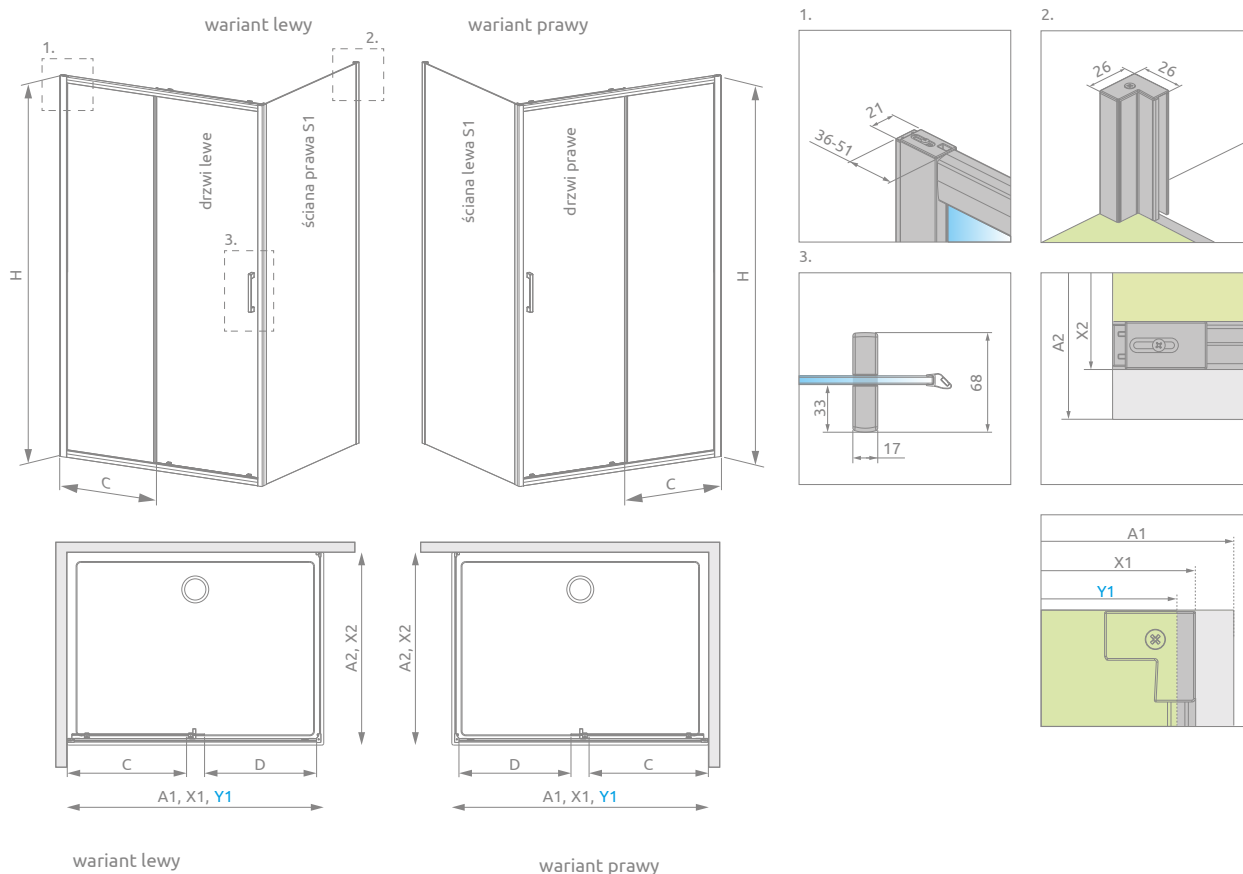 wariant lewy
wariant prawy
1.
2.
H
drzwi lewe
ściana prawa S1
3.
C
ściana lewa S1
drzwi prawe
H
C
1.
21
36-51
2.
26
26
3.
33
68
17
A2
X2
A1
X1
Y1
A2, X2
C
D
A1, X1, Y1
A2, X2
D
C
A1, X1, Y1
wariant lewy
wariant prawy